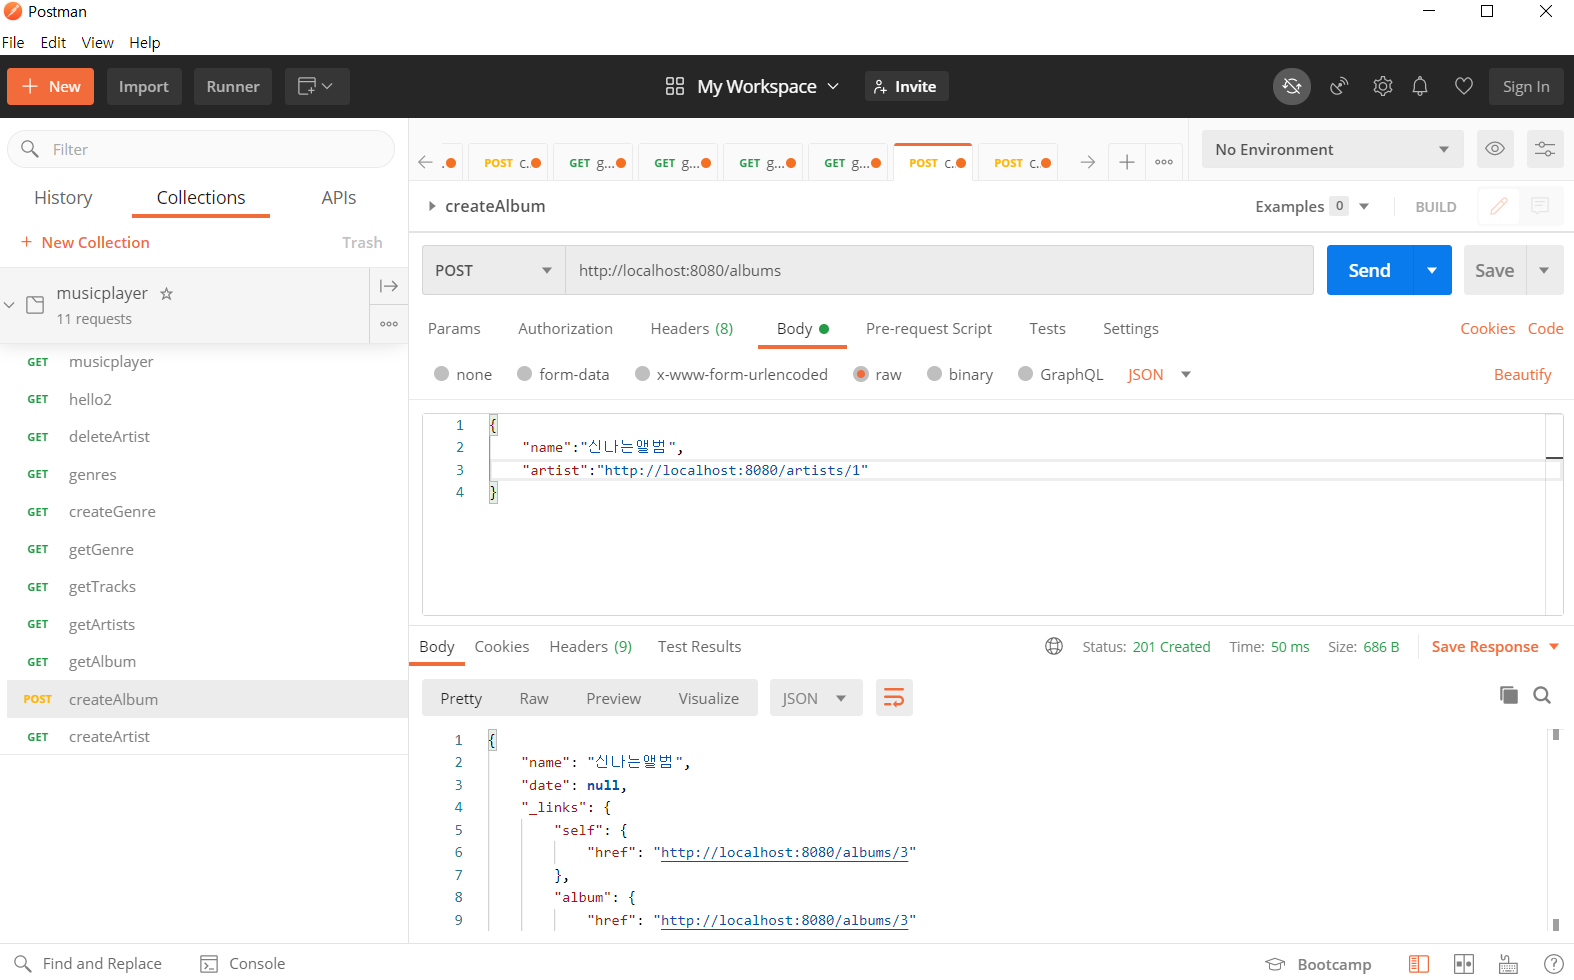 Postman
File Edit View Help
New Import Runner My Workspace Invite Sign In
Filter
History Collections APIs
New Collection Trash
musicplayer
11 requests
GET musicplayer
GET hello2
GET deleteArtist
GET genres
GET createGenre
GET getGenre
GET getTracks
GET getArtists
GET getAlbum
POST createAlbum
GET createArtist
POST c. GET g... GET g... GET g... GET g... POST c. POST c.
No Environment
createAlbum Examples 0 BUILD
POST http://localhost:8080/albums Send Save
Params Authorization Headers (8) Body Pre-request Script Tests Settings Cookies Code
none form-data x-www-form-urlencoded raw binary GraphQL JSON Beautify
1 {
2 "name":"신나는앨범",
3 "artist":"http://localhost:8080/artists/1"
4 }
Body Cookies Headers (9) Test Results Status: 201 Created Time: 50 ms Size: 686 B Save Response
Pretty Raw Preview Visualize JSON
1 {
2 "name": "신나는앨범",
3 "date": null,
4 "_links": {
5 "self": {
6 "href": "http://localhost:8080/albums/3"
7 },
8 "album": {
9 "href": "http://localhost:8080/albums/3"
Find and Replace Console Bootcamp